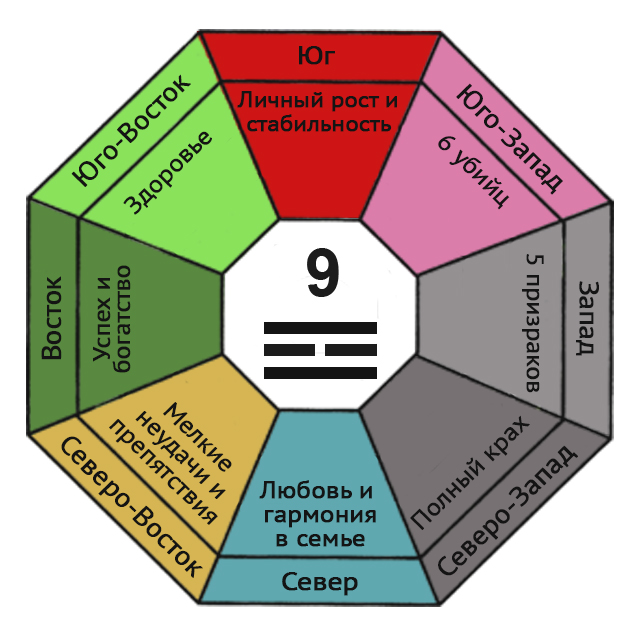 Юг
Личный рост и
стабильность
Юго-Запад
6 убийц
Запад
5 призраков
Северо-Запад
Полный крах
Север
Любовь и
гармония
в семье
Северо-Восток
Мелкие
неудачи и
препятствия
Восток
Успех и
богатство
Юго-Восток
Здоровье
9